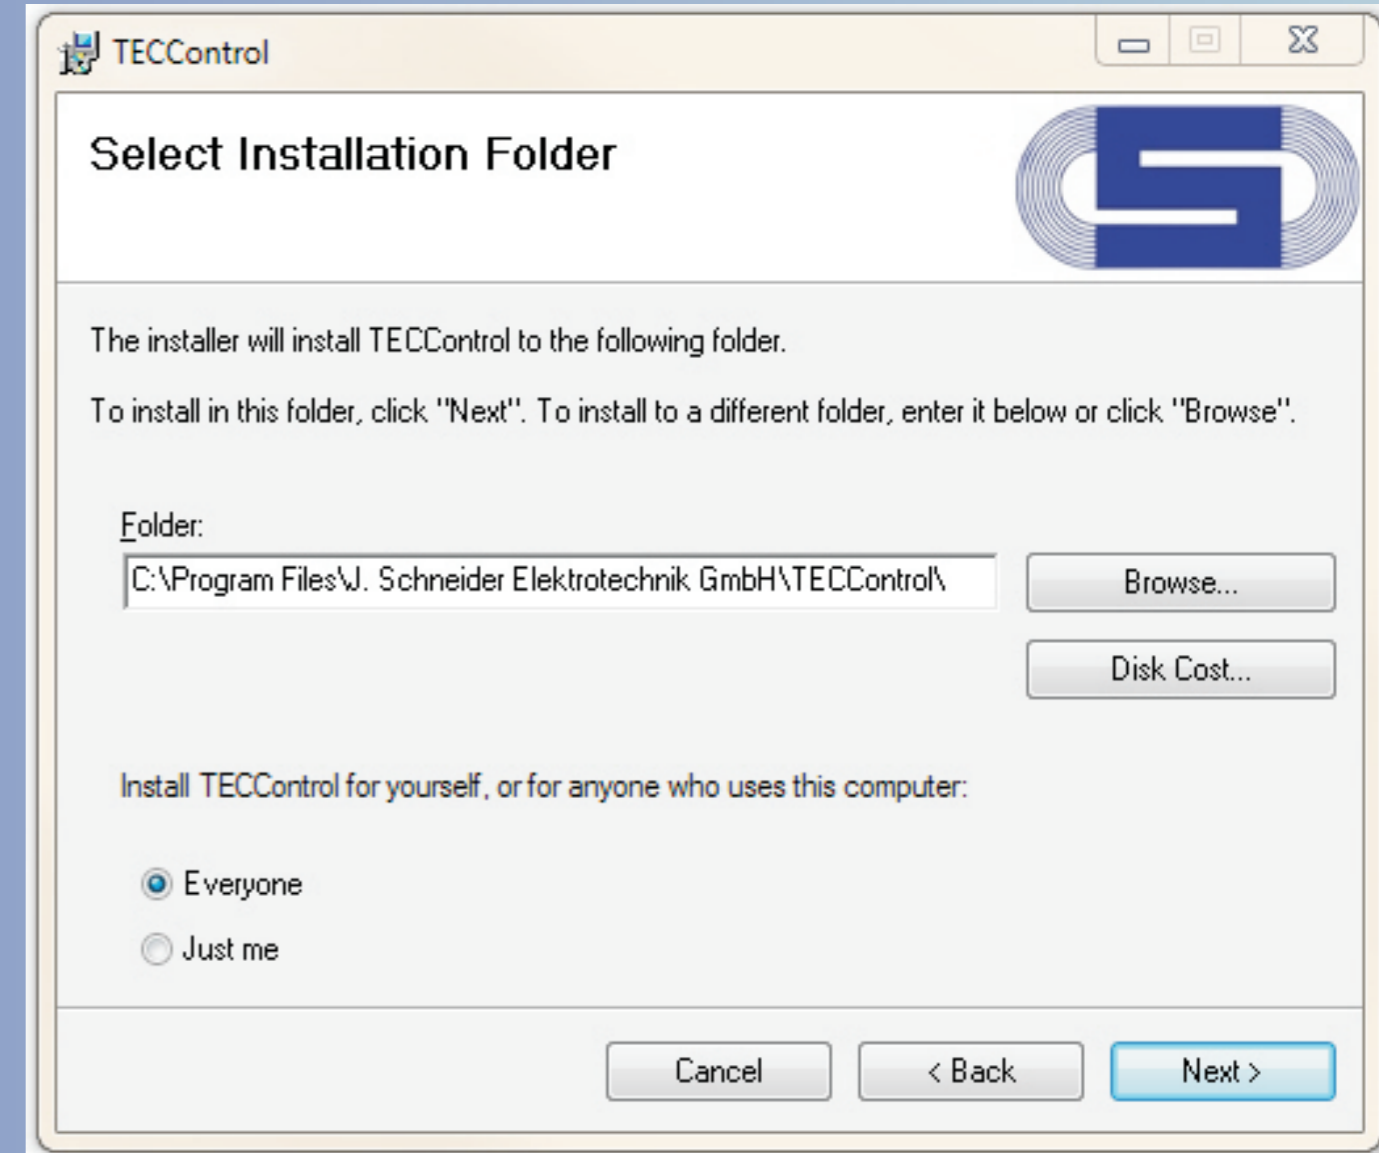 TECControl
Select Installation Folder
The installer will install TECControl to the following folder.
To install in this folder, click "Next". To install to a different folder, enter it below or click "Browse".
Folder:
C:\Program Files\J. Schneider Elektrotechnik GmbH\TECControl\
Browse...
Disk Cost...
Install TECControl for yourself, or for anyone who uses this computer:
Everyone
Just me
Cancel
< Back
Next >